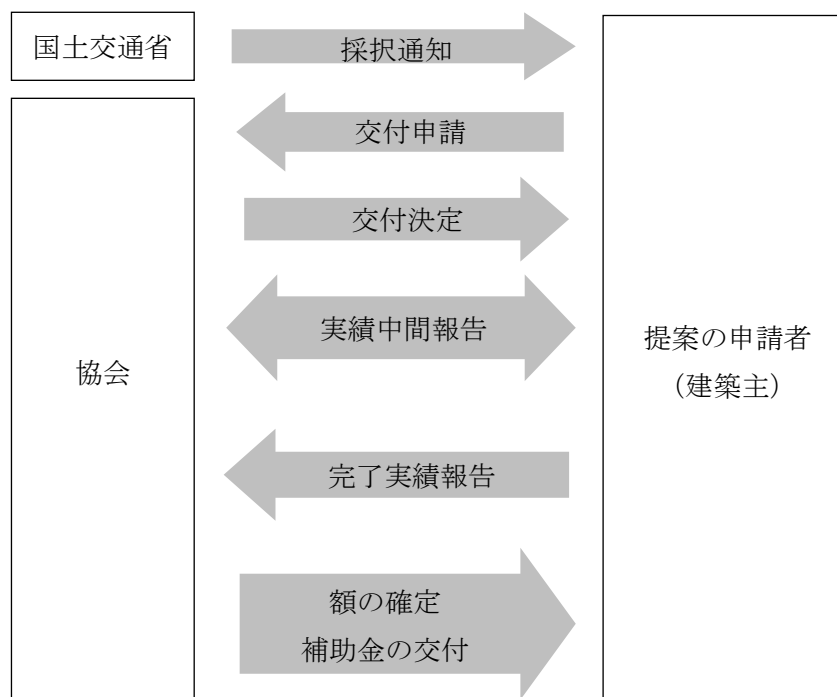 国土交通省
採択通知
交付申請
交付決定
実績中間報告
協会
提案の申請者
(建築主)
完了実績報告
額の確定
補助金の交付